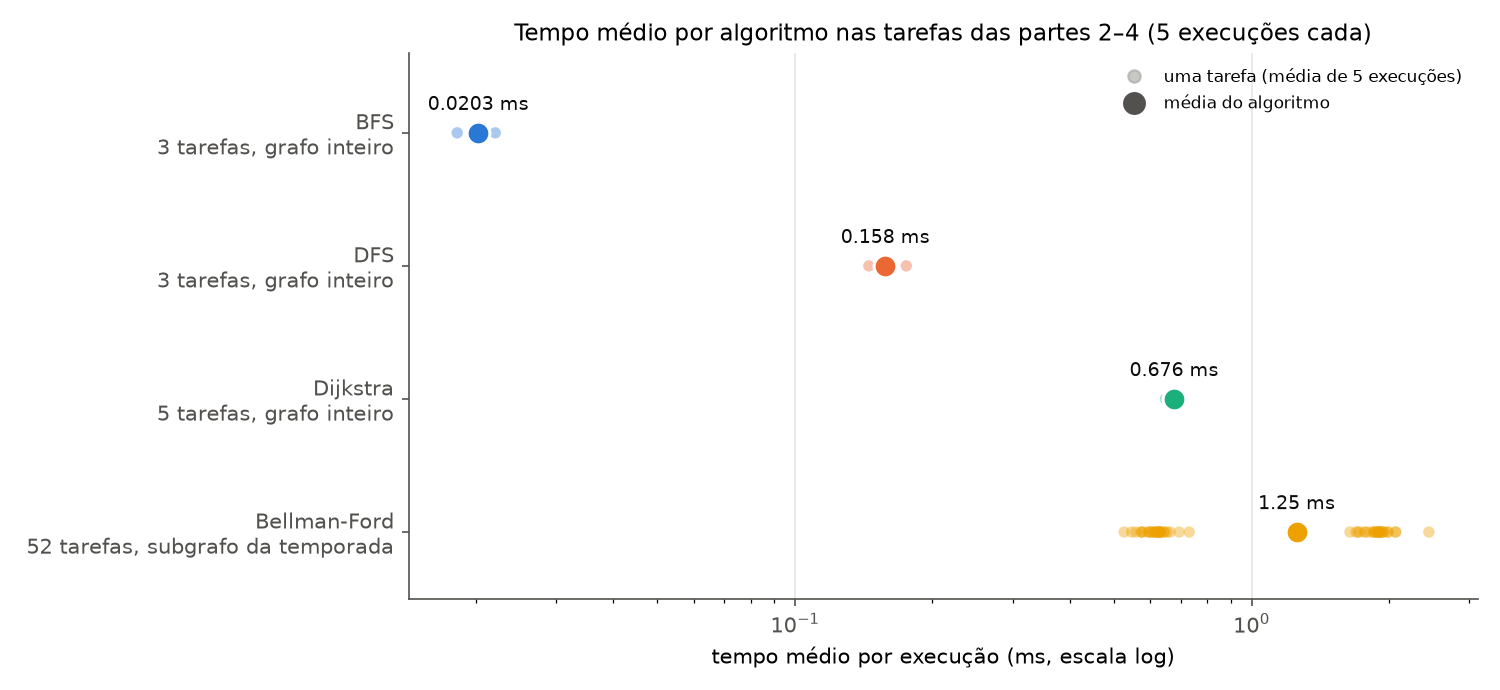 Tempo médio por algoritmo nas tarefas das partes 2–4 (5 execuções cada)
uma tarefa (média de 5 execuções)
média do algoritmo
0.0203 ms
BFS
3 tarefas, grafo inteiro
0.158 ms
DFS
3 tarefas, grafo inteiro
0.676 ms
Dijkstra
5 tarefas, grafo inteiro
1.25 ms
Bellman-Ford
52 tarefas, subgrafo da temporada
10⁻¹
10⁰
tempo médio por execução (ms, escala log)